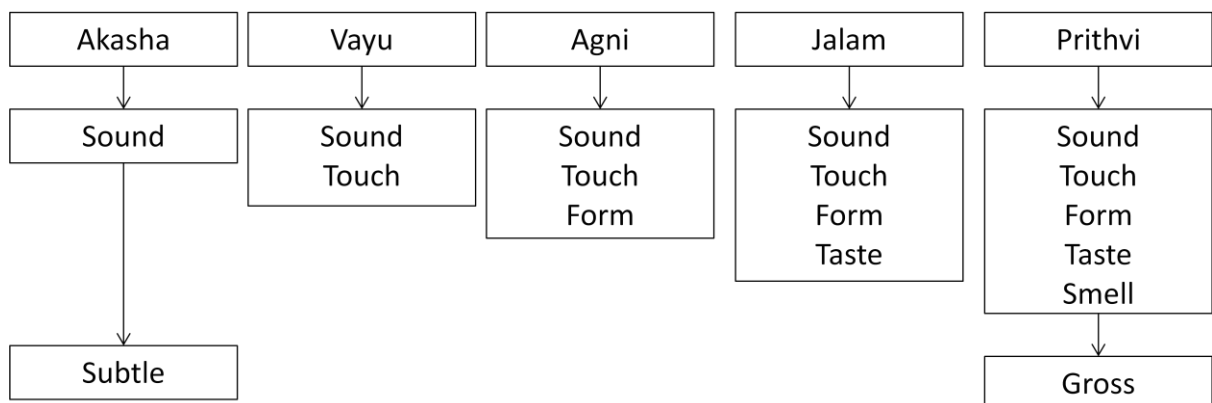 Akasha
Vayu
Agni
Jalam
Prithvi
Sound
Sound
Touch
Sound
Touch
Form
Sound
Touch
Form
Taste
Sound
Touch
Form
Taste
Smell
Subtle
Gross